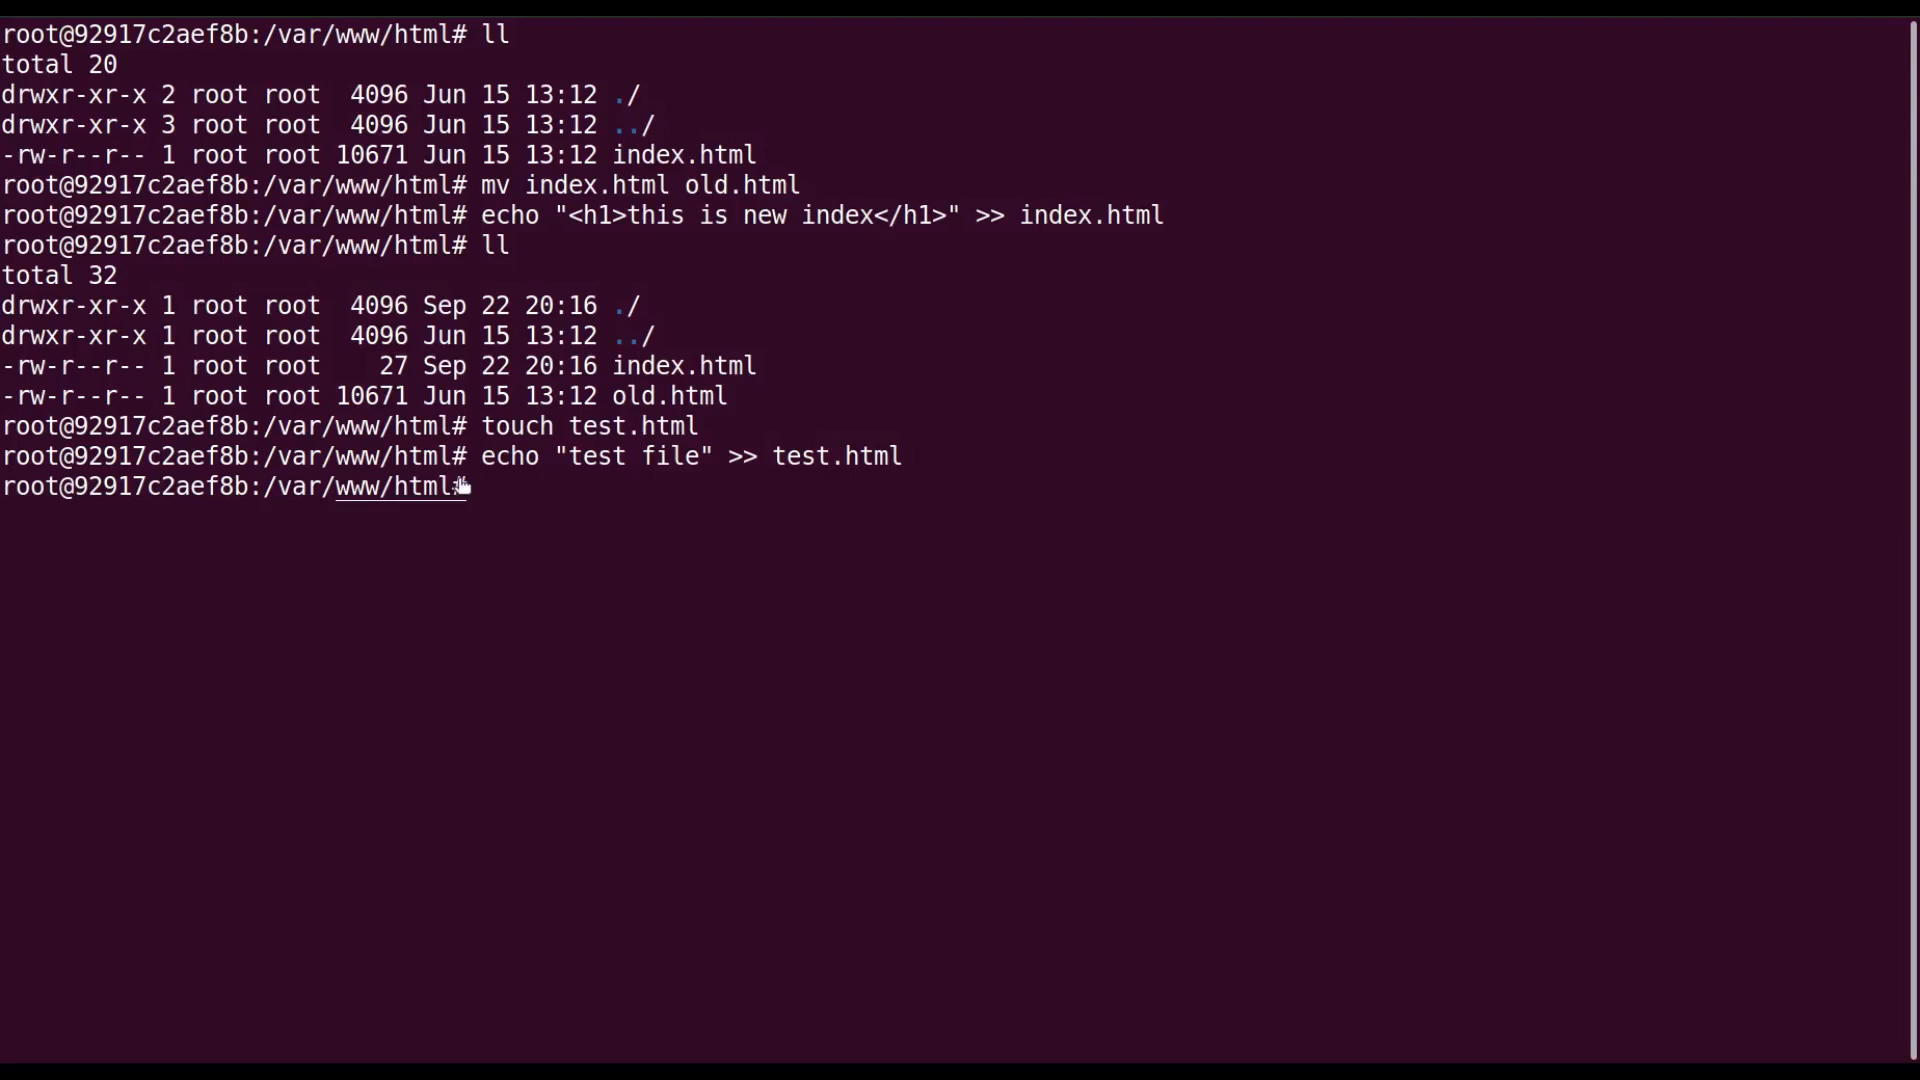 root@92917c2aef8b:/var/www/html# ll
total 20
drwxr-xr-x 2 root root  4096 Jun 15 13:12 ./
drwxr-xr-x 3 root root  4096 Jun 15 13:12 ../
-rw-r--r-- 1 root root 10671 Jun 15 13:12 index.html
root@92917c2aef8b:/var/www/html# mv index.html old.html
root@92917c2aef8b:/var/www/html# echo "<h1>this is new index</h1>" >> index.html
root@92917c2aef8b:/var/www/html# ll
total 32
drwxr-xr-x 1 root root  4096 Sep 22 20:16 ./
drwxr-xr-x 1 root root  4096 Jun 15 13:12 ../
-rw-r--r-- 1 root root    27 Sep 22 20:16 index.html
-rw-r--r-- 1 root root 10671 Jun 15 13:12 old.html
root@92917c2aef8b:/var/www/html# touch test.html
root@92917c2aef8b:/var/www/html# echo "test file" >> test.html
root@92917c2aef8b:/var/www/html#